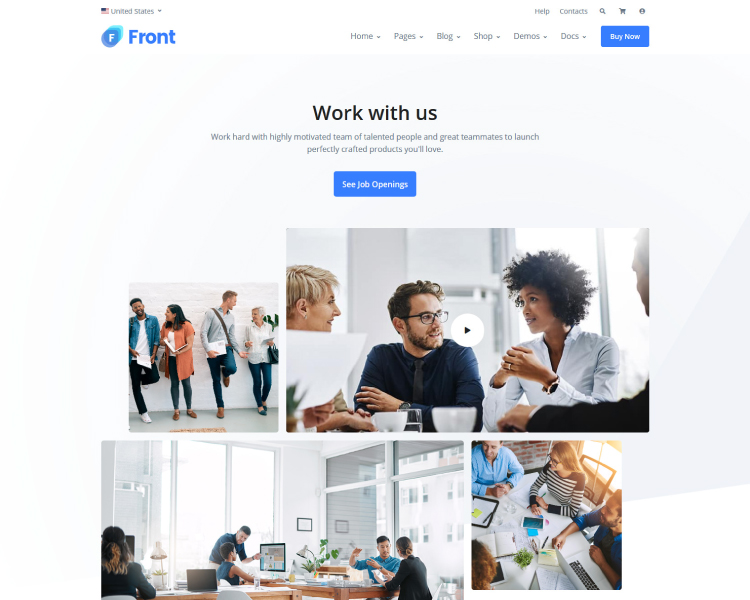 United States
Help Contacts
F Front
Home Pages Blog Shop Demos Docs Buy Now
Work with us
Work hard with highly motivated team of talented people and great teammates to launch
perfectly crafted products you'll love.
See Job Openings